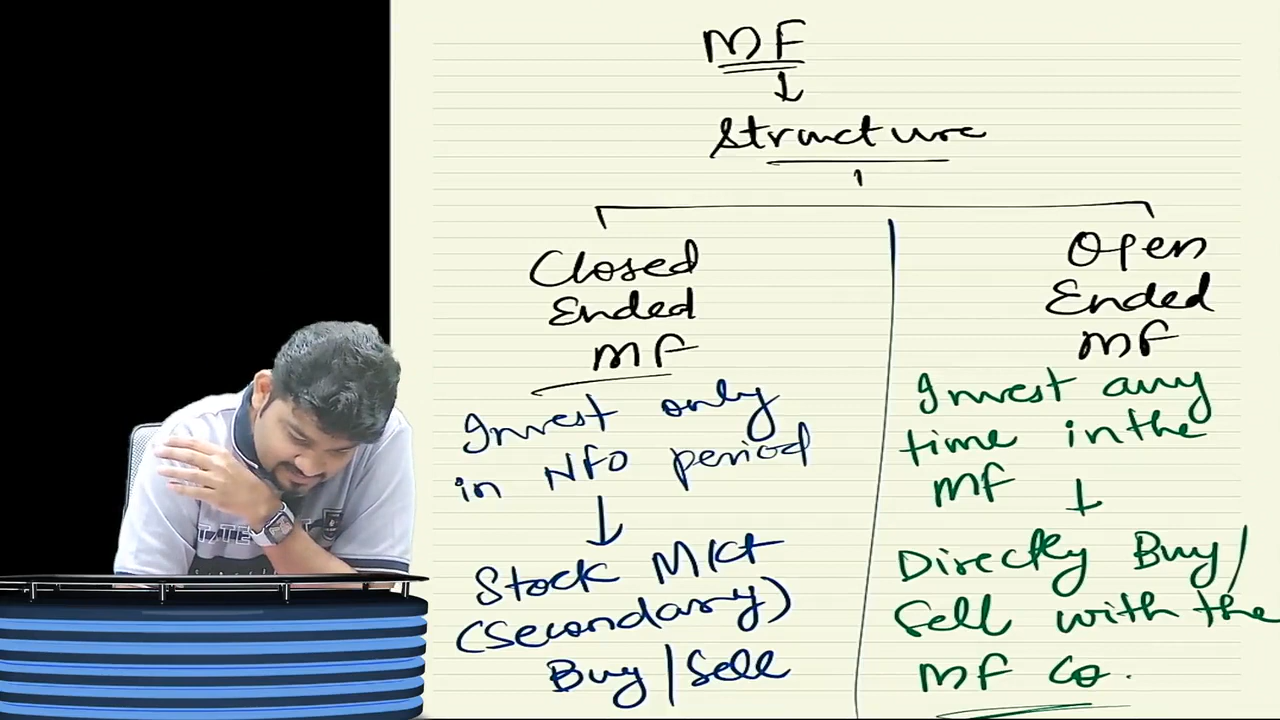 MF
Structure
Closed
Ended
MF
Invest only
in NFO period
Stock Mkt
(Secondary)
Buy/Sell
Open
Ended
MF
Invest any
time in the
MF
Directly Buy/
Sell with the
MF Co.